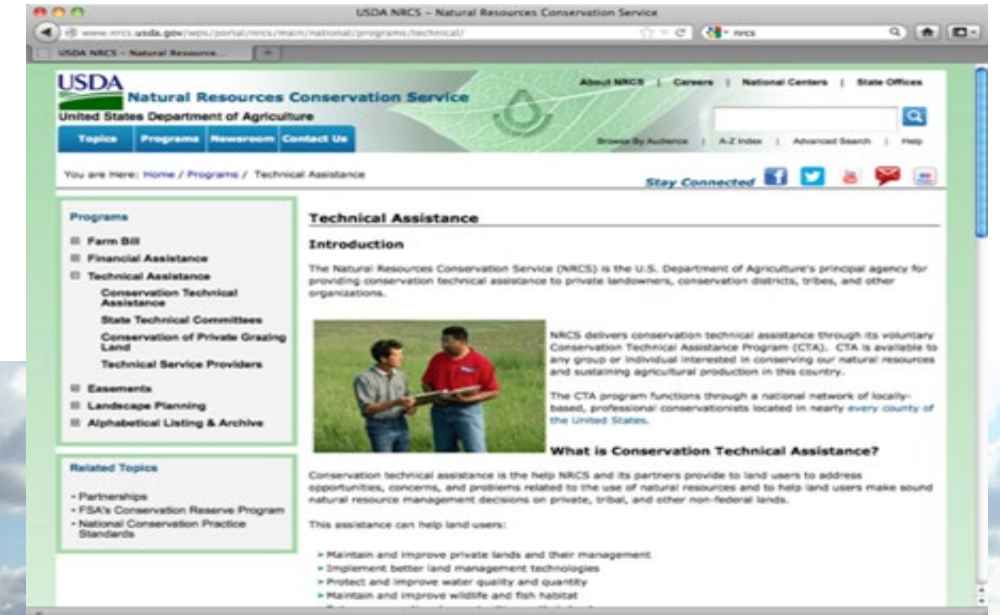 USDA NRCS – Natural Resources Conservation Service
www.nrcs.usda.gov/wps/portal/nrcs/main/national/programs/technical/
nrcs
USDA NRCS - Natural Resource...
USDA
Natural Resources Conservation Service
United States Department of Agriculture
About NRCS | Careers | National Centers | State Offices
Topics Programs Newsroom Contact Us
Browse By Audience | A-Z Index | Advanced Search | Help
You are Here: Home / Programs / Technical Assistance
Stay Connected
Programs
Farm Bill
Financial Assistance
Technical Assistance
Conservation Technical
Assistance
State Technical Committees
Conservation of Private Grazing
Land
Technical Service Providers
Easements
Landscape Planning
Alphabetical Listing & Archive
Related Topics
• Partnerships
• FSA's Conservation Reserve Program
• National Conservation Practice
Standards
Technical Assistance
Introduction
The Natural Resources Conservation Service (NRCS) is the U.S. Department of Agriculture's principal agency for
providing conservation technical assistance to private landowners, conservation districts, tribes, and other
organizations.
NRCS delivers conservation technical assistance through its voluntary
Conservation Technical Assistance Program (CTA). CTA is available to
any group or individual interested in conserving our natural resources
and sustaining agricultural production in this country.
The CTA program functions through a national network of locally-
based, professional conservationists located in nearly every county of
the United States.
What is Conservation Technical Assistance?
Conservation technical assistance is the help NRCS and its partners provide to land users to address
opportunities, concerns, and problems related to the use of natural resources and to help land users make sound
natural resource management decisions on private, tribal, and other non-federal lands.
This assistance can help land users:
Maintain and improve private lands and their management
Implement better land management technologies
Protect and improve water quality and quantity
Maintain and improve wildlife and fish habitat